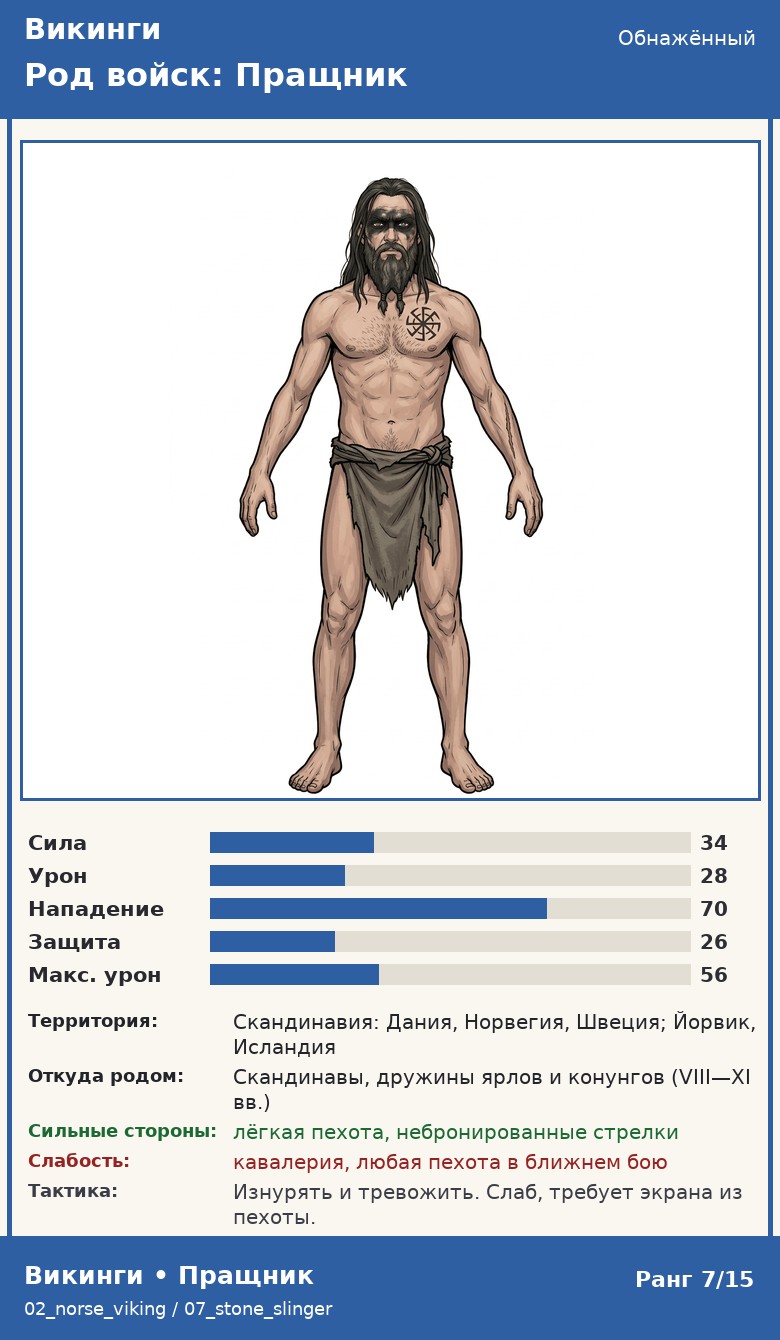 Викинги
Обнажённый
Род войск: Пращник
Сила 34
Урон 28
Нападение 70
Защита 26
Макс. урон 56
Территория: Скандинавия: Дания, Норвегия, Швеция; Йорвик,
Исландия
Откуда родом: Скандинавы, дружины ярлов и конунгов (VIII—XI
вв.)
Сильные стороны: лёгкая пехота, небронированные стрелки
Слабость: кавалерия, любая пехота в ближнем бою
Тактика: Изнурять и тревожить. Слаб, требует экрана из
пехоты.
Викинги • Пращник
Ранг 7/15
02_norse_viking / 07_stone_slinger